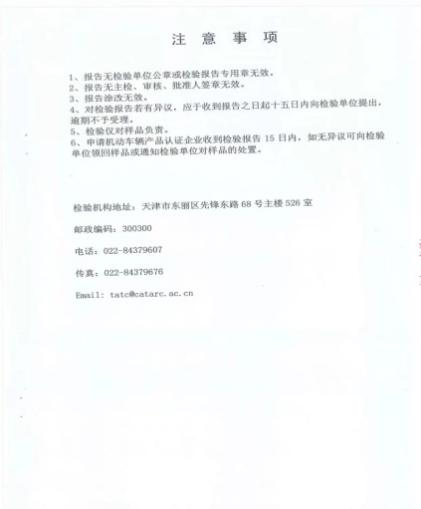 注 意 事 项
1、报告无检验单位公章或检验报告专用章无效。
2、报告无主检、审核、批准人签章无效。
3、报告涂改无效。
4、对检验报告若有异议，应于收到报告之日起十五日内向检验单位提出，
逾期不予受理。
5、检验仅对样品负责。
6、申请机动车辆产品认证企业收到检验报告 15 日内，如无异议可向检验
单位领回样品或通知检验单位对样品的处置。
检验机构地址：天津市东丽区先锋东路 68 号主楼 526 室
邮政编码：300300
电话：022-84379607
传真：022-84379676
Email: tatc@catarc.ac.cn